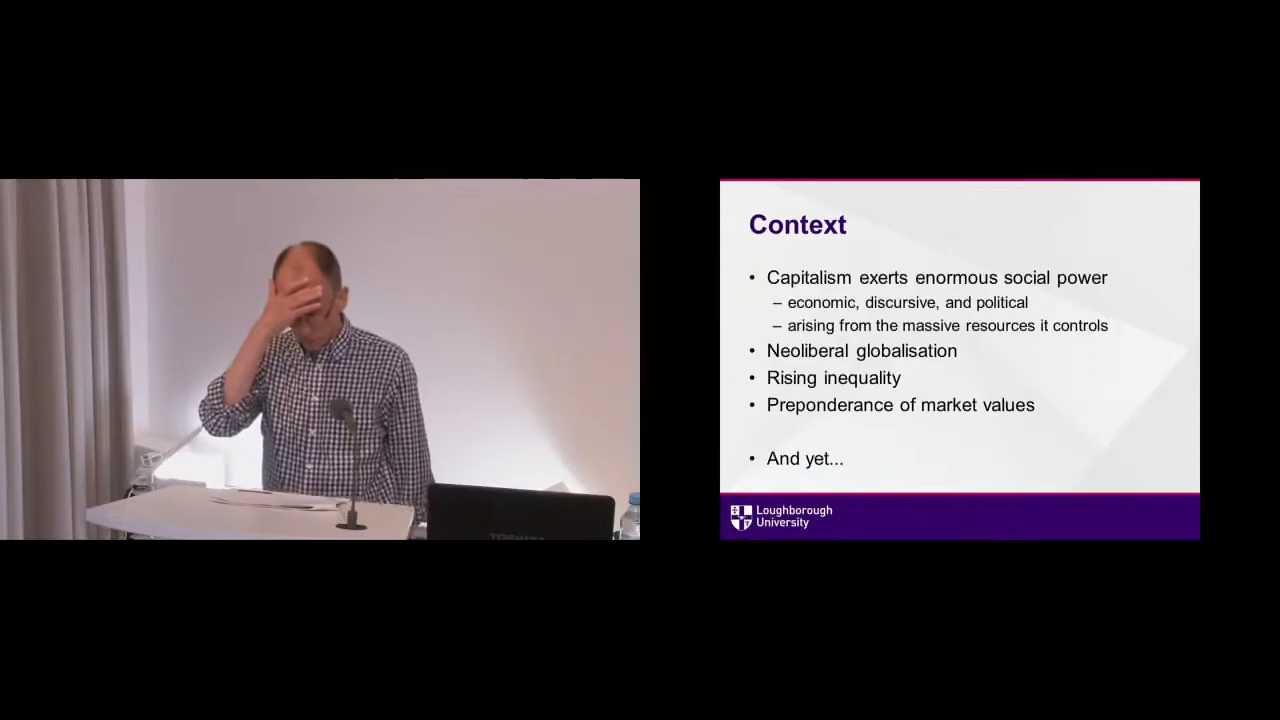 Context
• Capitalism exerts enormous social power
– economic, discursive, and political
– arising from the massive resources it controls
• Neoliberal globalisation
• Rising inequality
• Preponderance of market values
• And yet...
Loughborough
University
TOSHIBA